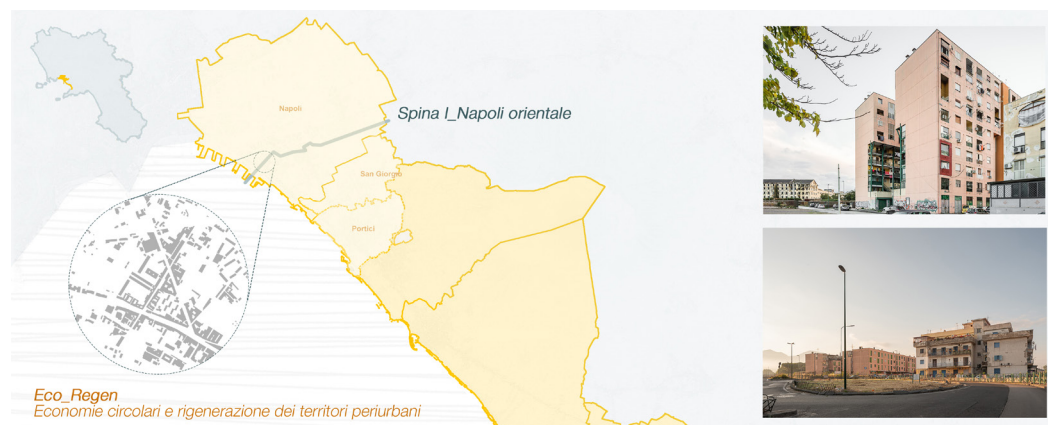 Napoli
Spina I_Napoli orientale
San Giorgio
Portici
Eco_Regen
Economie circolari e rigenerazione dei territori periurbani